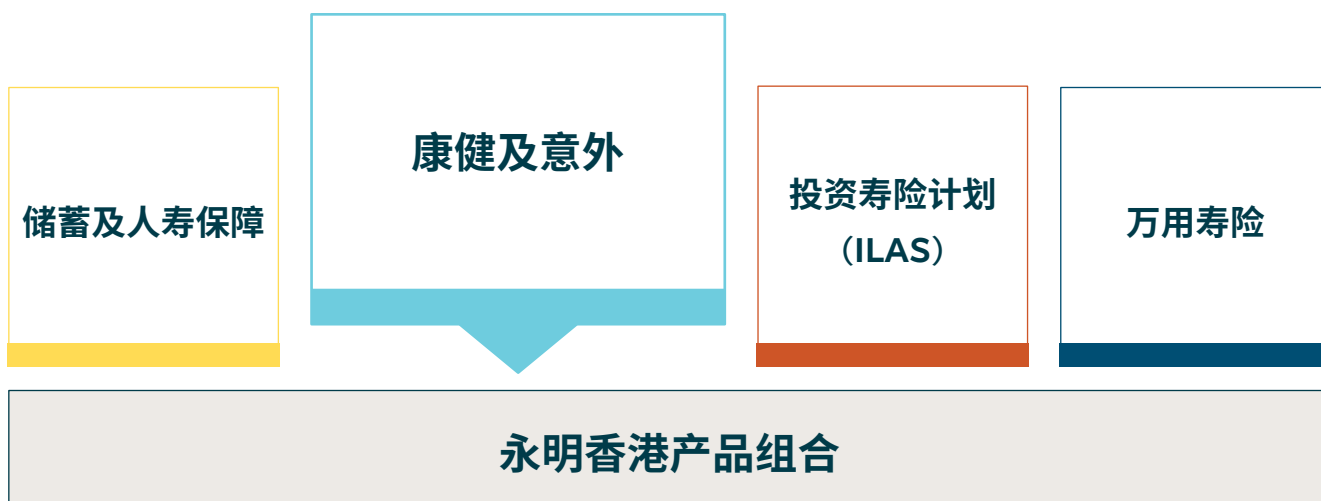 储蓄及人寿保障
康健及意外
投资寿险计划
（ILAS）
万用寿险
永明香港产品组合